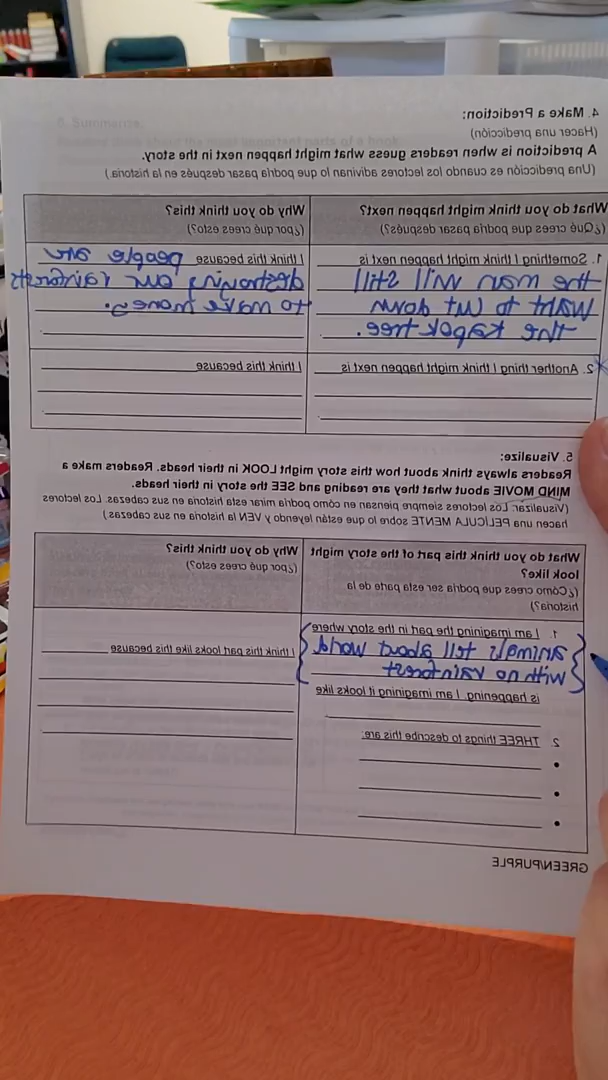 4. Make a Prediction:
(Hacer una predicción)
A prediction is when readers guess what might happen next in the story.
(Una predicción es cuando los lectores adivinan lo que podría pasar después en la historia.)
What do you think might happen next?
(¿Qué crees que podría pasar después?)
Why do you think this?
(¿por qué crees esto?)
1. Something I think might happen next is
the man will still
want to cut down
the kapok tree.
I think this because people are
destroying our rainforest
to make money.
2. Another thing I think might happen next is
I think this because
5. Visualize:
Readers always think about how this story might LOOK in their heads. Readers make a
MIND MOVIE about what they are reading and SEE the story in their heads.
(Visualizar: Los lectores siempre piensan en cómo podría mirar esta historia en sus cabezas. Los lectores
hacen una PELÍCULA MENTE sobre lo que están leyendo y VEN la historia en sus cabezas)
What do you think this part of the story might
look like?
(¿Cómo crees que podría ser esta parte de la
historia?)
Why do you think this?
(¿por qué crees esto?)
1. I am imagining the part in the story where
animals tell about world
with no rainforest
is happening. I am imagining it looks like
2. THREE things to describe this are:
I think this part looks like this because
GREEN/PURPLE